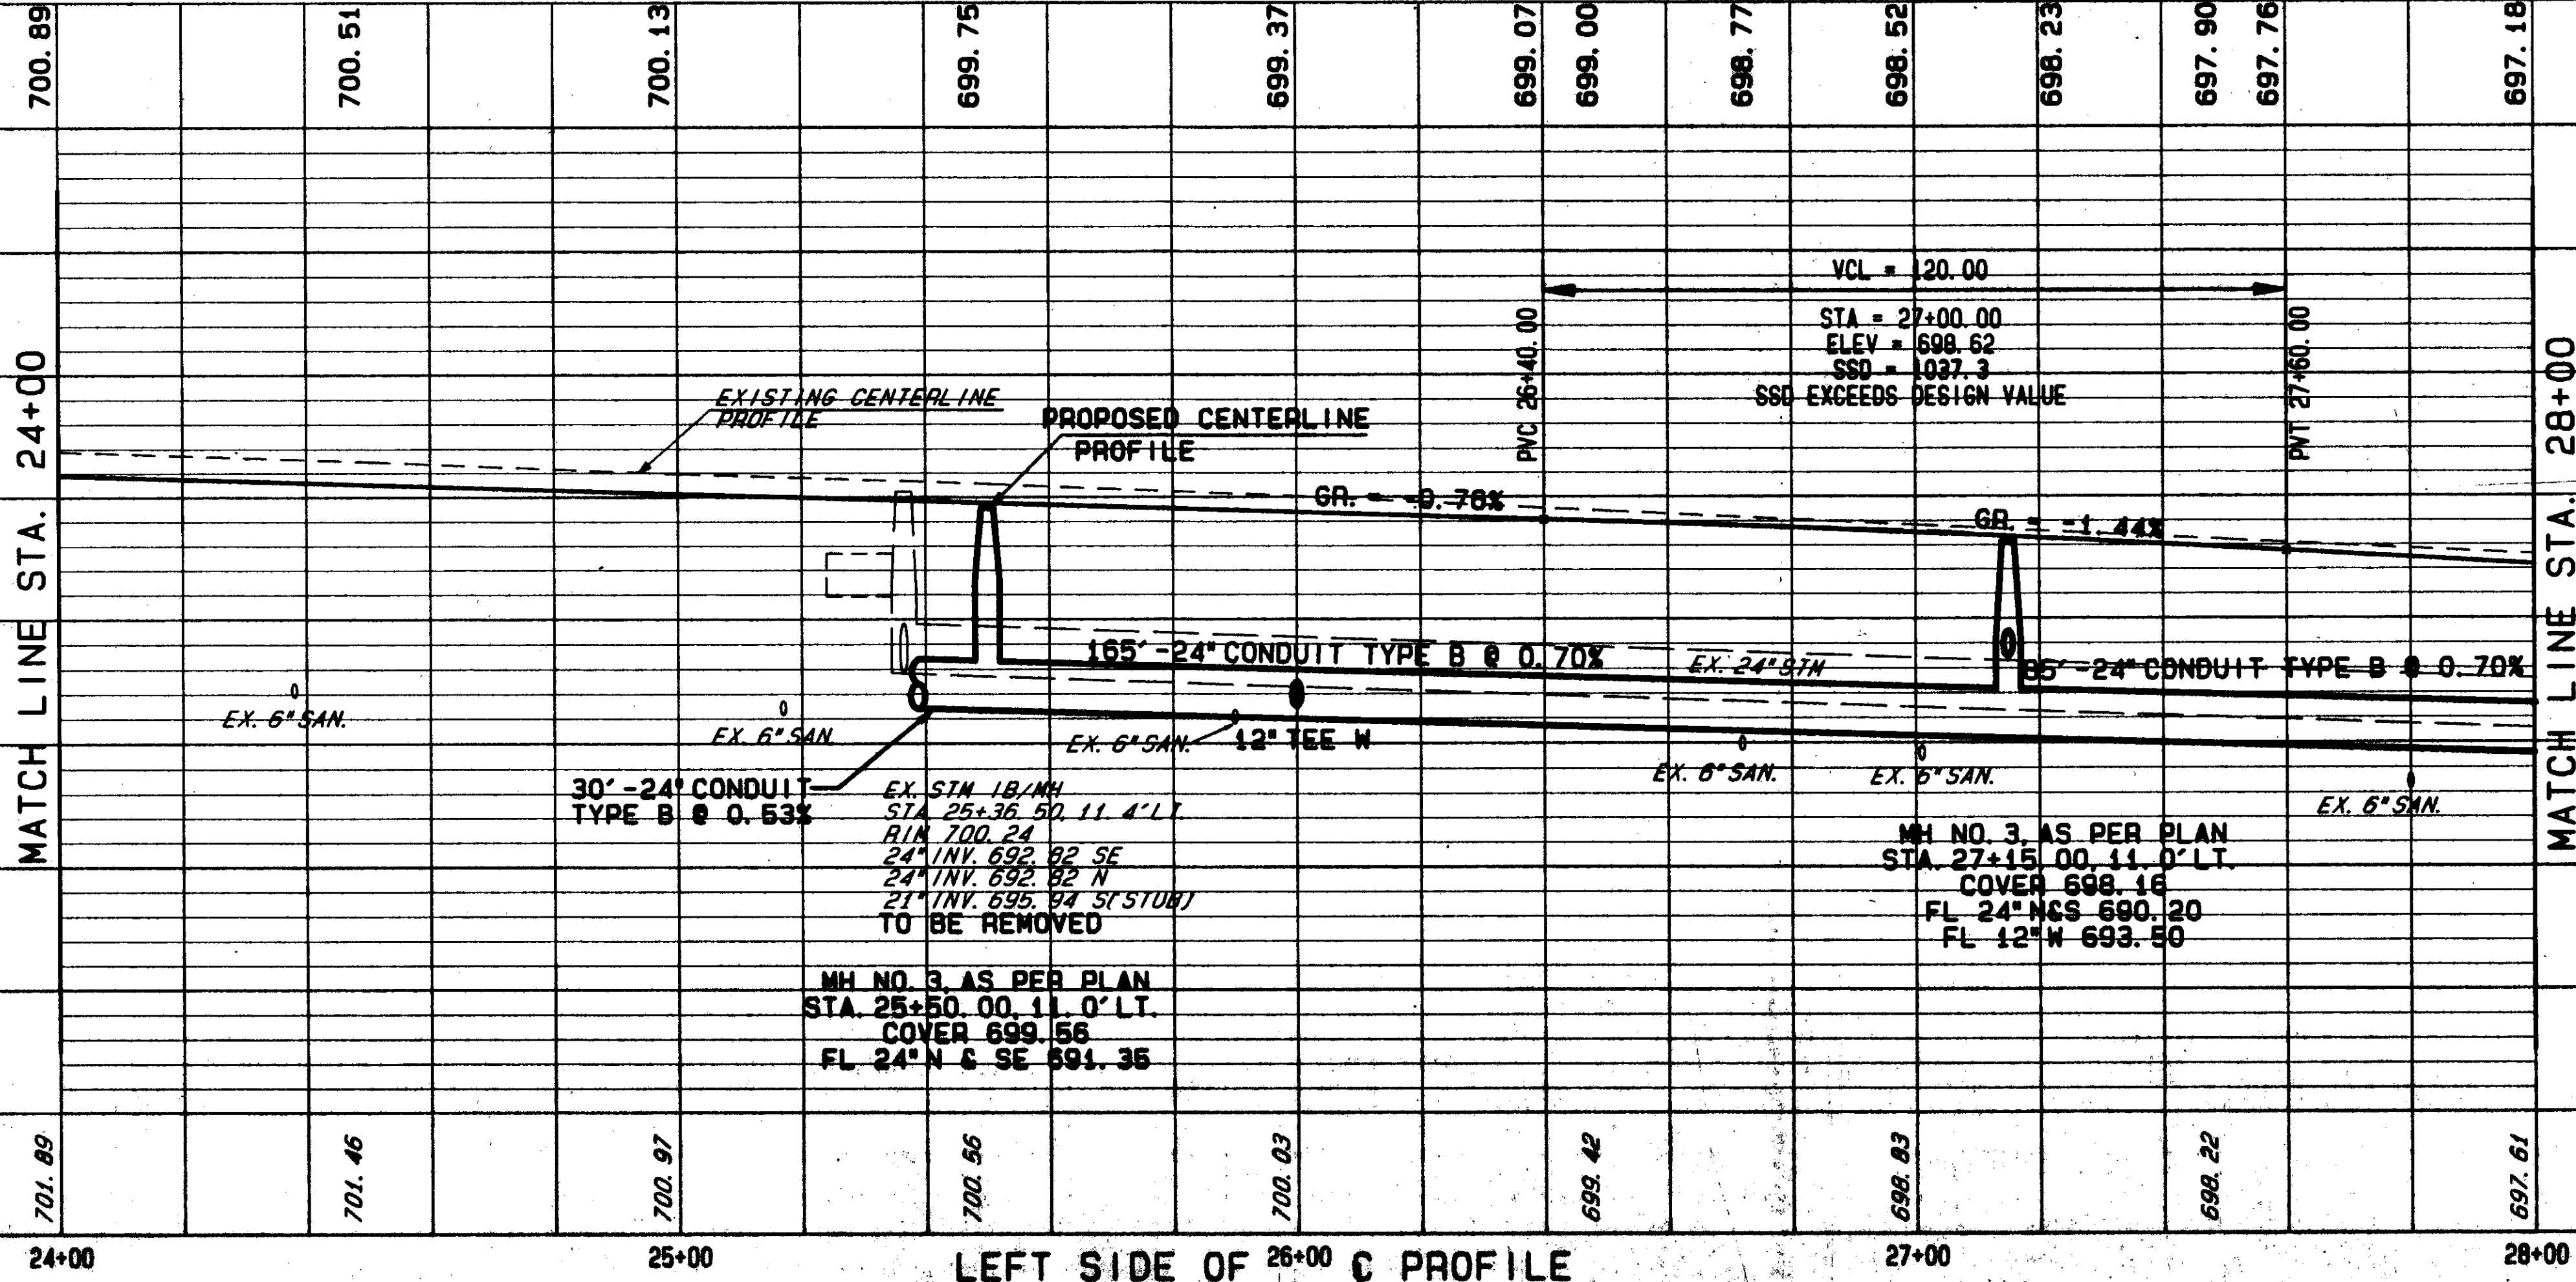 700.89
700.51
700.13
699.75
699.37
699.07
699.00
698.77
698.52
698.23
697.90
697.76
697.18
MATCH LINE STA. 24+00
VCL = 120.00
STA = 27+00.00
ELEV = 698.62
SSD = 1037.3
SSD EXCEEDS DESIGN VALUE
PVC 26+40.00
PVT 27+60.00
EXISTING CENTERLINE
PROFILE
PROPOSED CENTERLINE
PROFILE
GR. = -0.76%
GR. = -1.44%
165'-24" CONDUIT TYPE B @ 0.70%
EX. 24" STM
85'-24" CONDUIT TYPE B @ 0.70%
EX. 6" SAN.
EX. 6" SAN.
EX. 6" SAN.
12" TEE W
EX. 6" SAN.
EX. 6" SAN.
EX. 6" SAN.
30'-24" CONDUIT
TYPE B @ 0.53%
EX. STM IB/MH
STA 25+36.50, 11.4' LT.
RIM 700.24
24" INV. 692.82 SE
24" INV. 692.82 N
21" INV. 695.94 S(STUB)
TO BE REMOVED
MH NO. 3, AS PER PLAN
STA. 25+50.00, 11.0' LT.
COVER 699.56
FL 24" N & SE 691.35
MH NO. 3, AS PER PLAN
STA. 27+15.00, 11.0' LT.
COVER 698.16
FL 24" N&S 690.20
FL 12" W 693.50
MATCH LINE STA. 28+00
701.89
701.46
700.97
700.56
700.03
699.42
698.83
698.22
697.61
24+00
25+00
26+00
27+00
28+00
LEFT SIDE OF C PROFILE